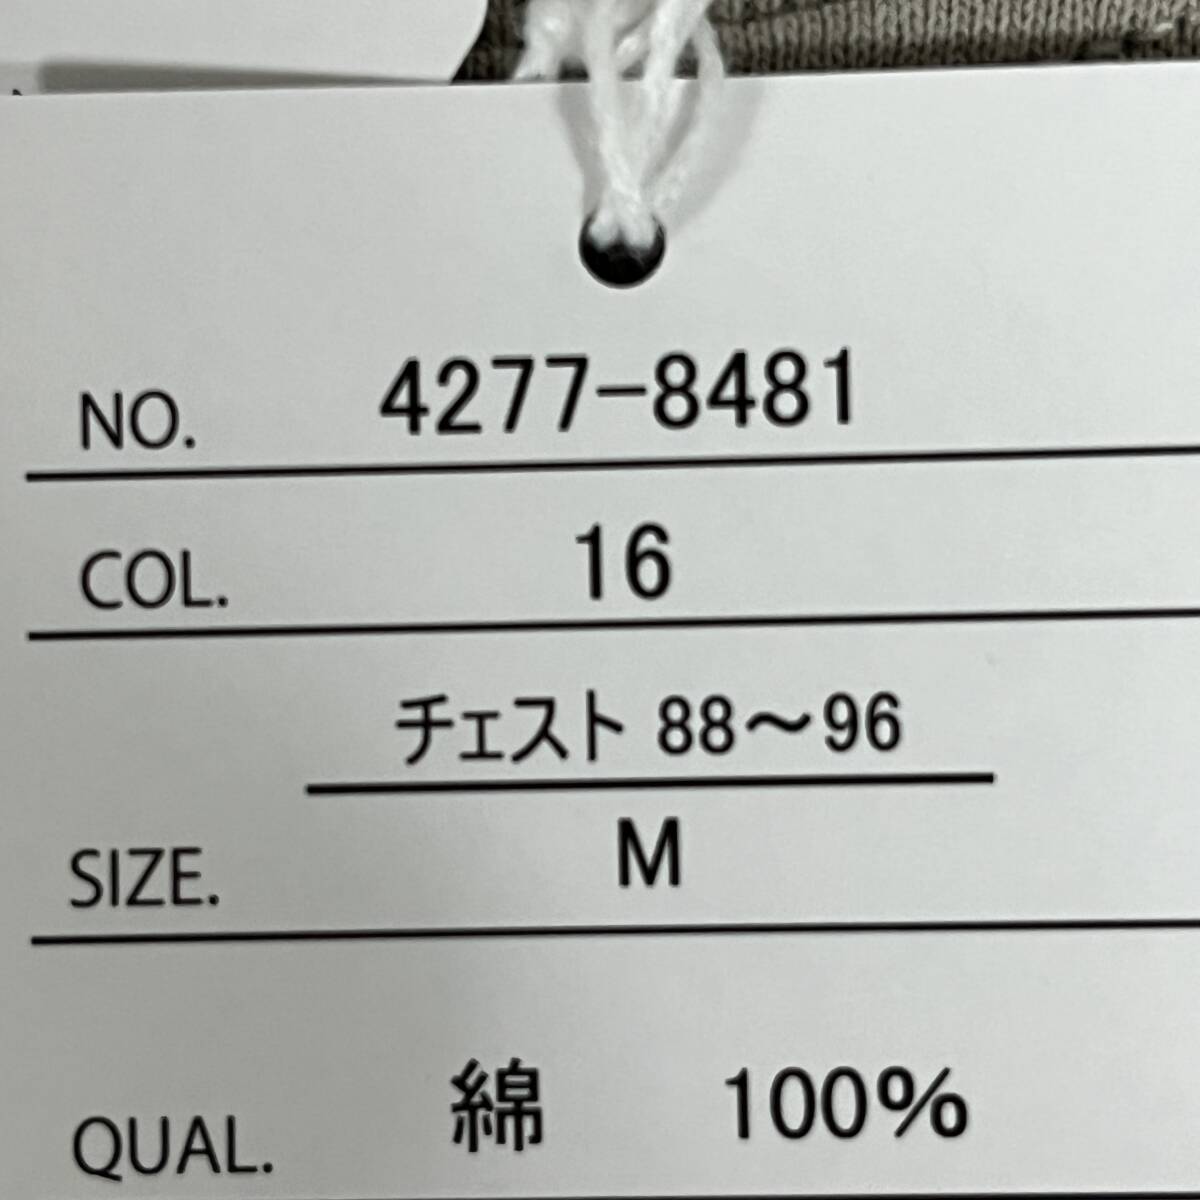 NO. 4277-8481
COL. 16
チェスト 88～96
SIZE. M
QUAL. 綿 100%